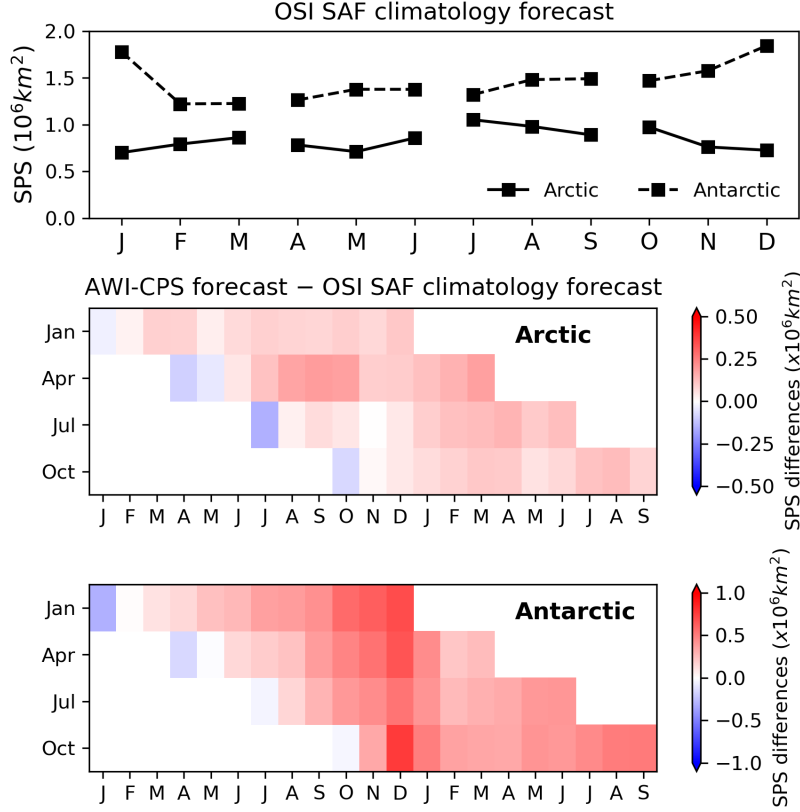 OSI SAF climatology forecast
SPS (10⁶km²)
2.0
1.5
1.0
0.5
0.0
Arctic
Antarctic
J F M A M J J A S O N D
AWI-CPS forecast − OSI SAF climatology forecast
Jan
Apr
Jul
Oct
Arctic
J F M A M J J A S O N D J F M A M J J A S
0.50
0.25
0.00
−0.25
−0.50
SPS differences (x10⁶km²)
Jan
Apr
Jul
Oct
Antarctic
J F M A M J J A S O N D J F M A M J J A S
1.0
0.5
0.0
−0.5
−1.0
SPS differences (x10⁶km²)